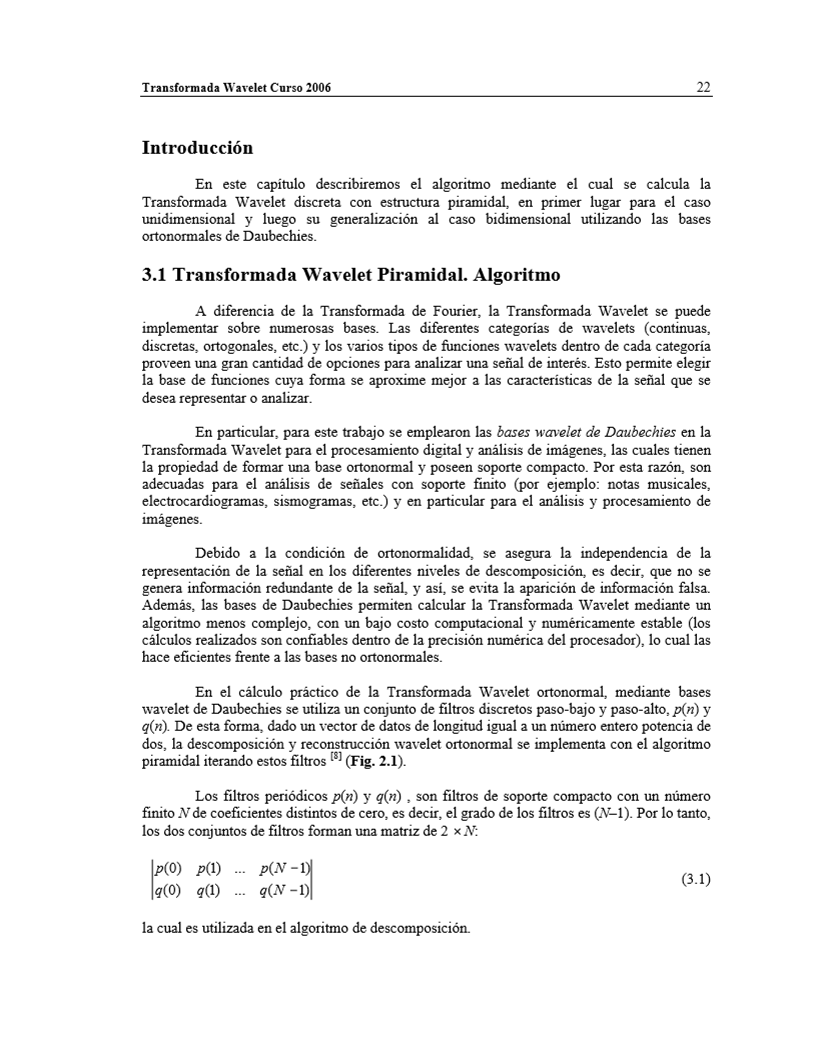 Transformada Wavelet Curso 2006 22
Introducción
En este capítulo describiremos el algoritmo mediante el cual se calcula la
Transformada Wavelet discreta con estructura piramidal, en primer lugar para el caso
unidimensional y luego su generalización al caso bidimensional utilizando las bases
ortonormales de Daubechies.
3.1 Transformada Wavelet Piramidal. Algoritmo
A diferencia de la Transformada de Fourier, la Transformada Wavelet se puede
implementar sobre numerosas bases. Las diferentes categorías de wavelets (continuas,
discretas, ortogonales, etc.) y los varios tipos de funciones wavelets dentro de cada categoría
proveen una gran cantidad de opciones para analizar una señal de interés. Esto permite elegir
la base de funciones cuya forma se aproxime mejor a las características de la señal que se
desea representar o analizar.
En particular, para este trabajo se emplearon las bases wavelet de Daubechies en la
Transformada Wavelet para el procesamiento digital y análisis de imágenes, las cuales tienen
la propiedad de formar una base ortonormal y poseen soporte compacto. Por esta razón, son
adecuadas para el análisis de señales con soporte finito (por ejemplo: notas musicales,
electrocardiogramas, sismogramas, etc.) y en particular para el análisis y procesamiento de
imágenes.
Debido a la condición de ortonormalidad, se asegura la independencia de la
representación de la señal en los diferentes niveles de descomposición, es decir, que no se
genera información redundante de la señal, y así, se evita la aparición de información falsa.
Además, las bases de Daubechies permiten calcular la Transformada Wavelet mediante un
algoritmo menos complejo, con un bajo costo computacional y numéricamente estable (los
cálculos realizados son confiables dentro de la precisión numérica del procesador), lo cual las
hace eficientes frente a las bases no ortonormales.
En el cálculo práctico de la Transformada Wavelet ortonormal, mediante bases
wavelet de Daubechies se utiliza un conjunto de filtros discretos paso-bajo y paso-alto, p(n) y
q(n). De esta forma, dado un vector de datos de longitud igual a un número entero potencia de
dos, la descomposición y reconstrucción wavelet ortonormal se implementa con el algoritmo
piramidal iterando estos filtros [8] (Fig. 2.1).
Los filtros periódicos p(n) y q(n) , son filtros de soporte compacto con un número
finito N de coeficientes distintos de cero, es decir, el grado de los filtros es (N–1). Por lo tanto,
los dos conjuntos de filtros forman una matriz de 2 × N:
|p(0) p(1) ... p(N −1)|
|q(0) q(1) ... q(N −1)| (3.1)
la cual es utilizada en el algoritmo de descomposición.